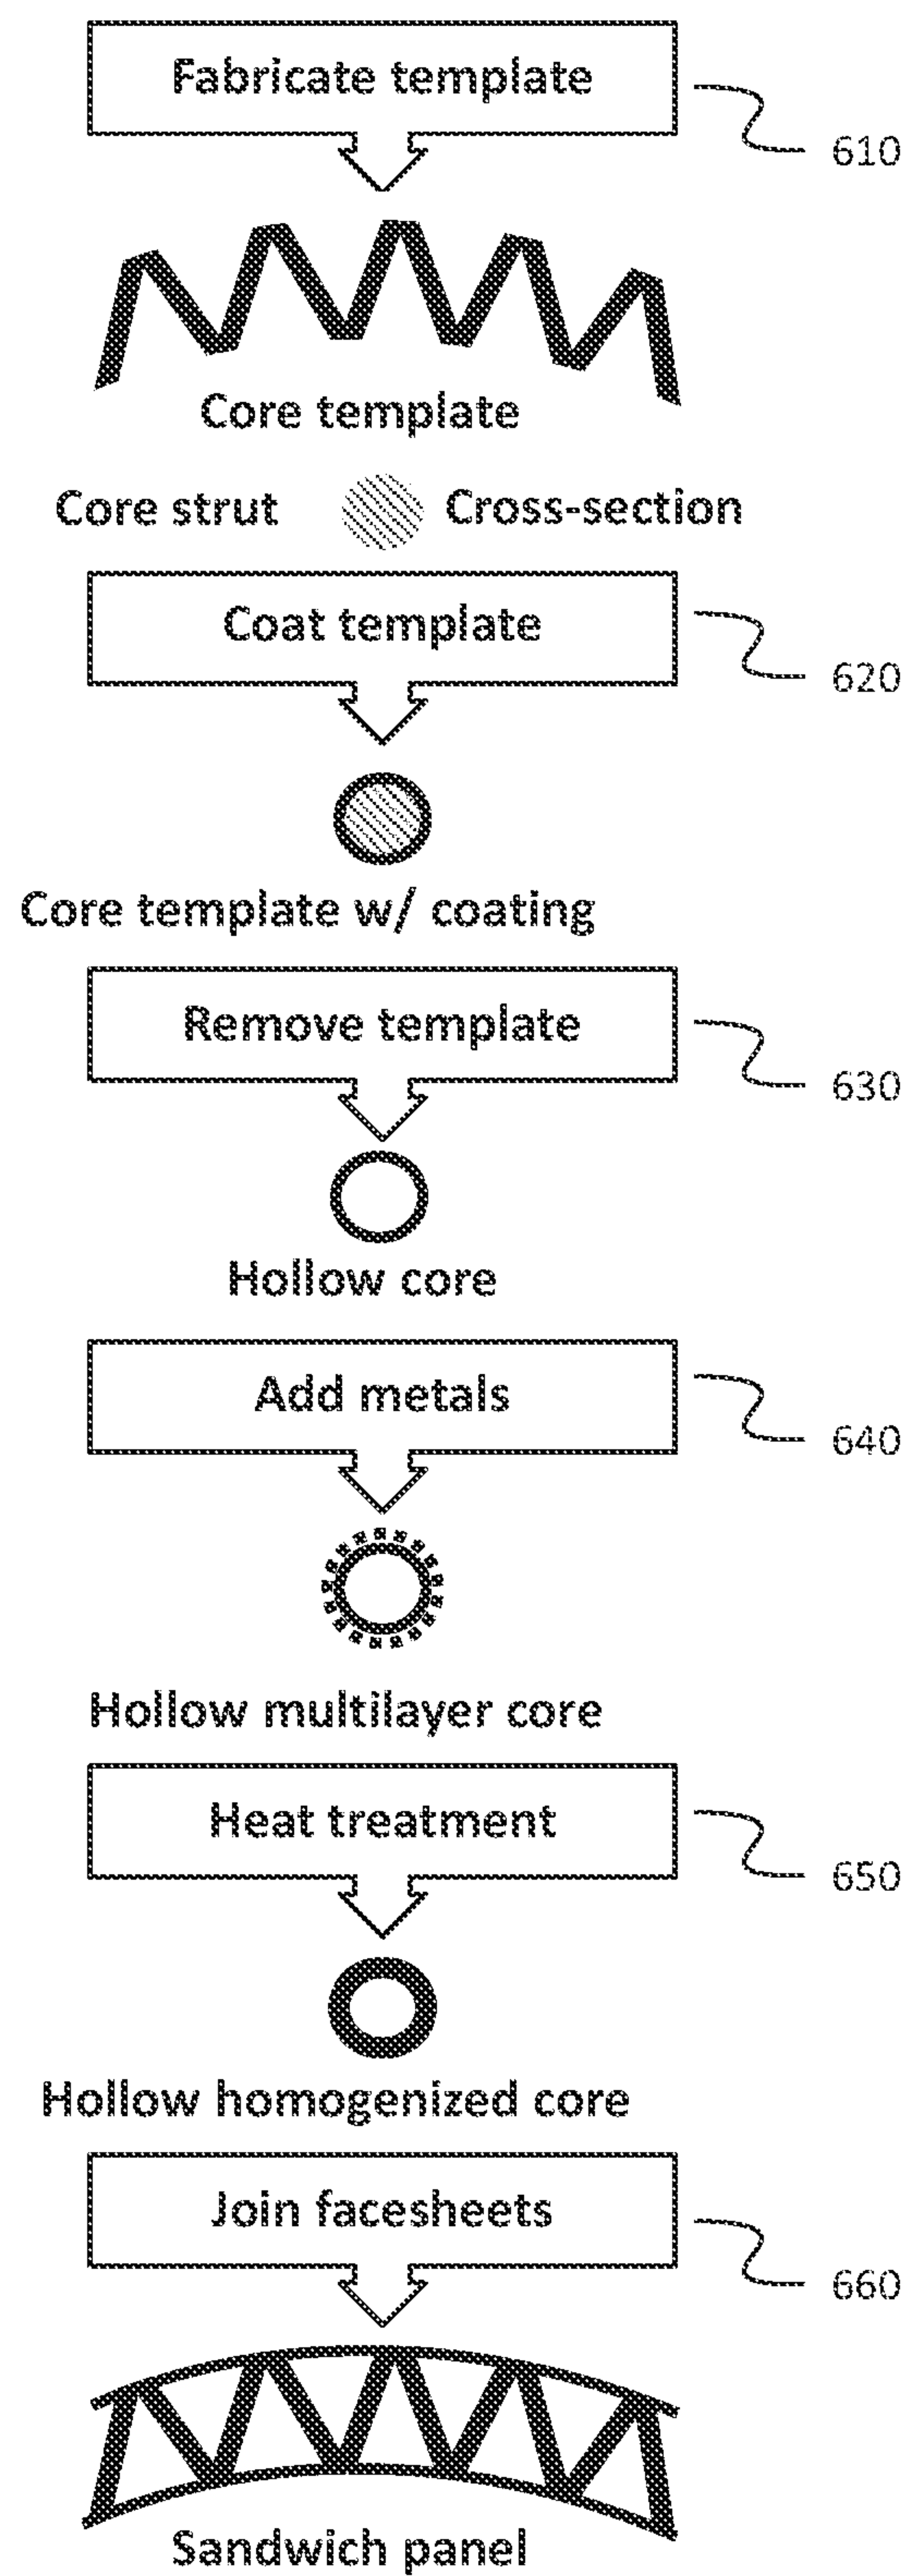 Fabricate template
610
Core template
Core strut Cross-section
Coat template
620
Core template w/ coating
Remove template
630
Hollow core
Add metals
640
Hollow multilayer core
Heat treatment
650
Hollow homogenized core
Join facesheets
660
Sandwich panel